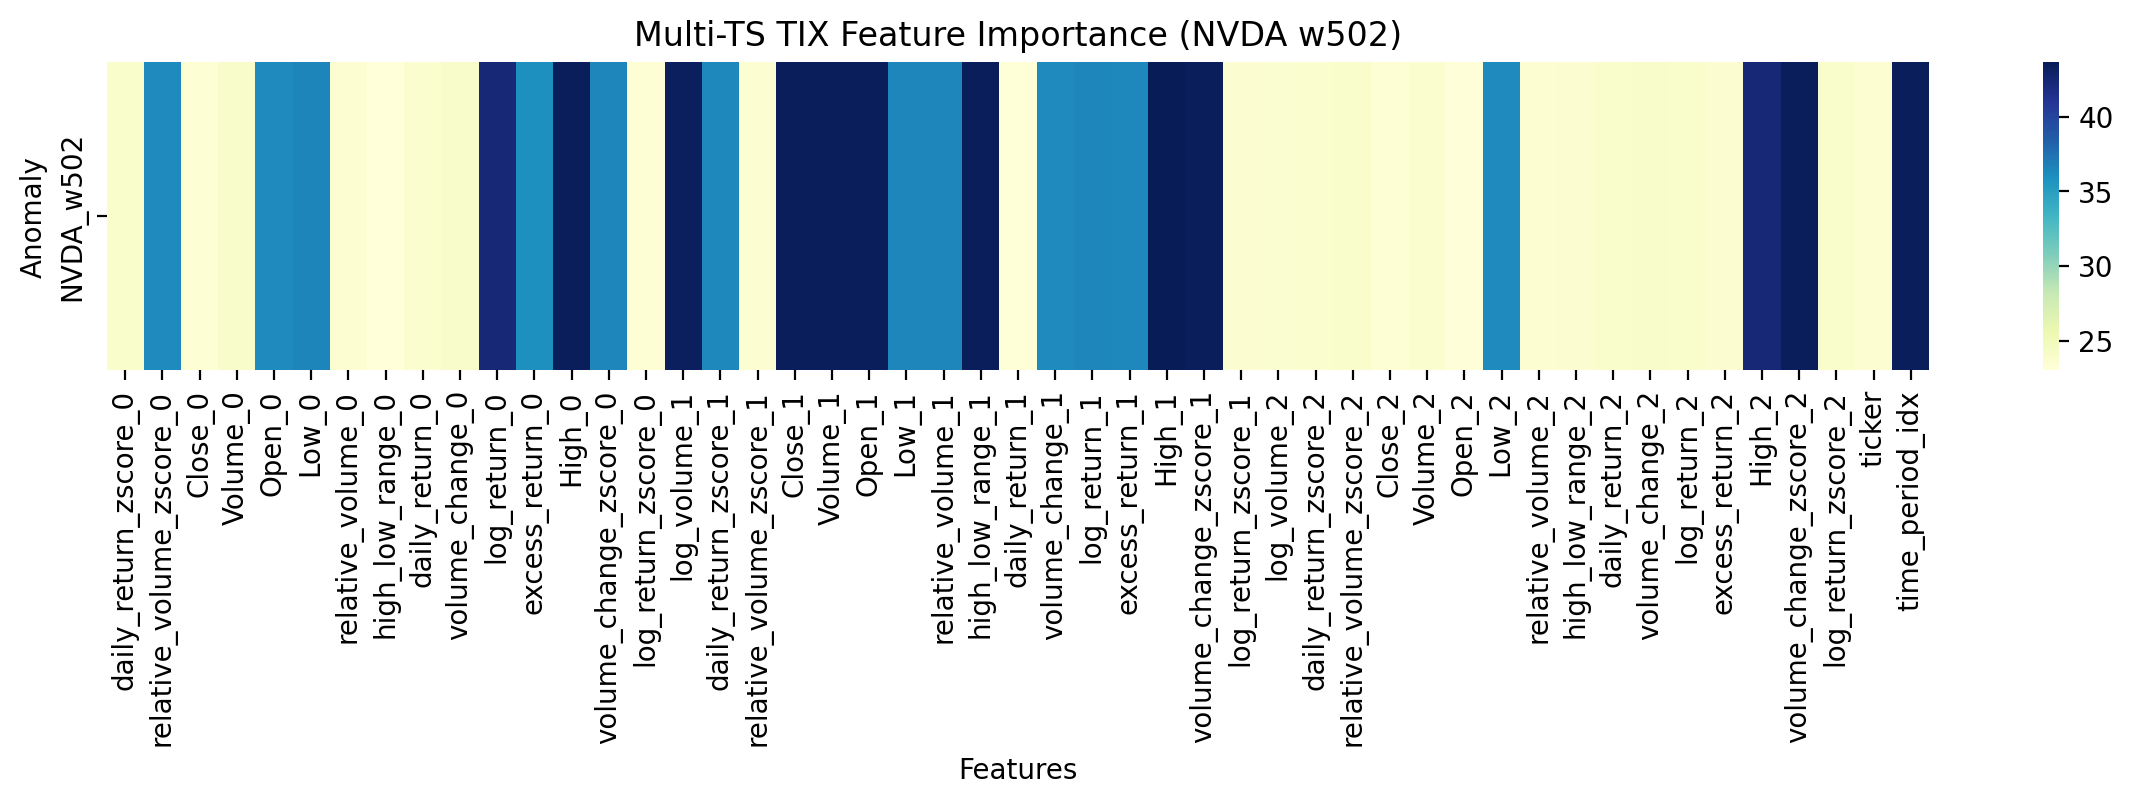 Multi-TS TIX Feature Importance (NVDA w502)
Anomaly
NVDA_w502
40
35
30
25
daily_return_zscore_0
relative_volume_zscore_0
Close_0
Volume_0
Open_0
Low_0
relative_volume_0
high_low_range_0
daily_return_0
volume_change_0
log_return_0
excess_return_0
High_0
volume_change_zscore_0
log_return_zscore_0
log_volume_1
daily_return_zscore_1
relative_volume_zscore_1
Close_1
Volume_1
Open_1
Low_1
relative_volume_1
high_low_range_1
daily_return_1
volume_change_1
log_return_1
excess_return_1
High_1
volume_change_zscore_1
log_return_zscore_1
log_volume_2
daily_return_zscore_2
relative_volume_zscore_2
Close_2
Volume_2
Open_2
Low_2
relative_volume_2
high_low_range_2
daily_return_2
volume_change_2
log_return_2
excess_return_2
High_2
volume_change_zscore_2
log_return_zscore_2
ticker
time_period_idx
Features